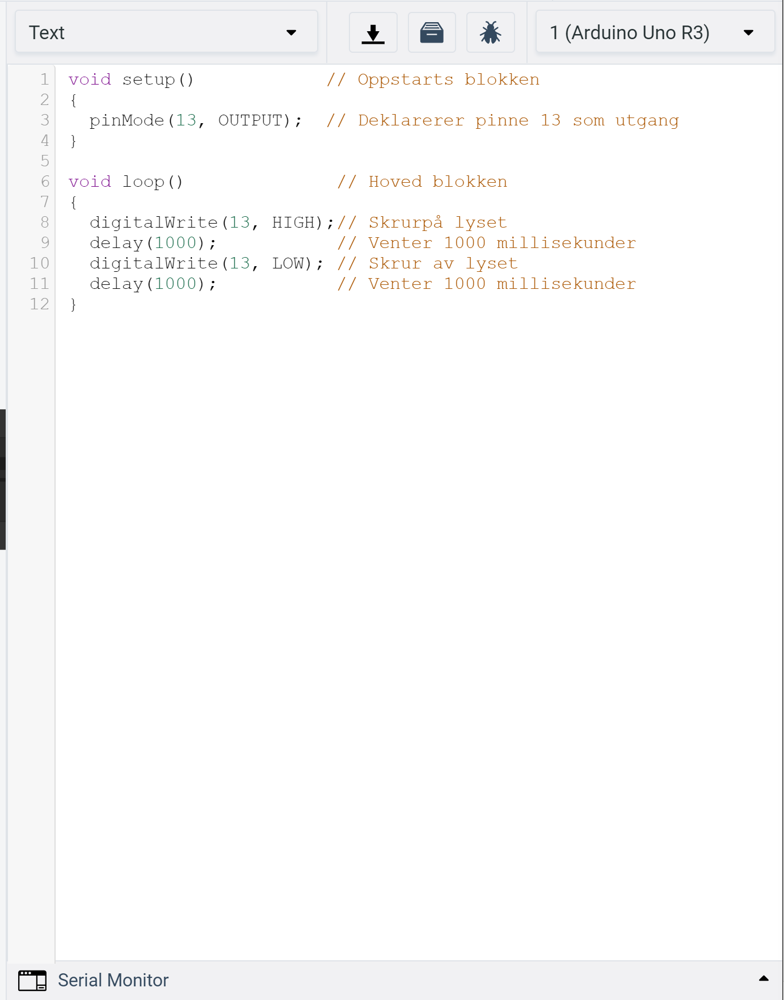 Text
1 (Arduino Uno R3)
1 void setup()            // Oppstarts blokken
2 {
3   pinMode(13, OUTPUT);  // Deklarerer pinne 13 som utgang
4 }
5
6 void loop()              // Hoved blokken
7 {
8   digitalWrite(13, HIGH);// Skrurpå lyset
9   delay(1000);           // Venter 1000 millisekunder
10   digitalWrite(13, LOW); // Skrur av lyset
11   delay(1000);           // Venter 1000 millisekunder
12 }
Serial Monitor